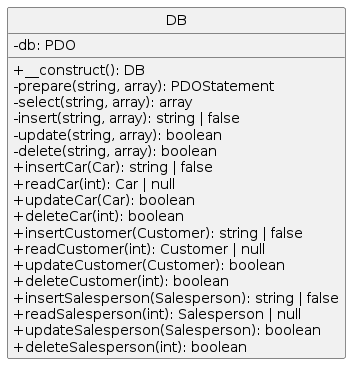 DB
-db: PDO
+__construct(): DB
-prepare(string, array): PDOStatement
-select(string, array): array
-insert(string, array): string | false
-update(string, array): boolean
-delete(string, array): boolean
+insertCar(Car): string | false
+readCar(int): Car | null
+updateCar(Car): boolean
+deleteCar(int): boolean
+insertCustomer(Customer): string | false
+readCustomer(int): Customer | null
+updateCustomer(Customer): boolean
+deleteCustomer(int): boolean
+insertSalesperson(Salesperson): string | false
+readSalesperson(int): Salesperson | null
+updateSalesperson(Salesperson): boolean
+deleteSalesperson(int): boolean